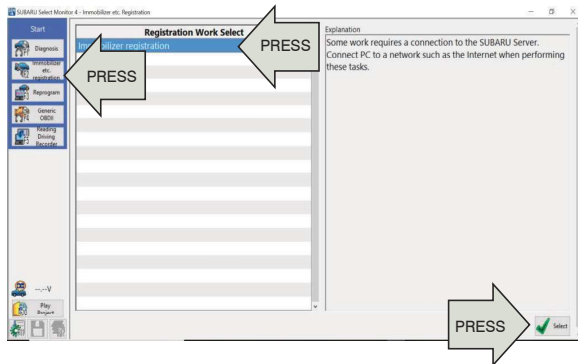 SUBARU Select Monitor 4 - Immobilizer etc. Registration
Start
Diagnosis
Immobilizer
etc.
registration
Reprogram
Generic
OBDII
Reading
Driving
Recorder
--.--V
Play
Project
Registration Work Select
Immobilizer registration
PRESS
PRESS
Explanation
Some work requires a connection to the SUBARU Server.
Connect PC to a network such as the Internet when performing
these tasks.
PRESS
Select